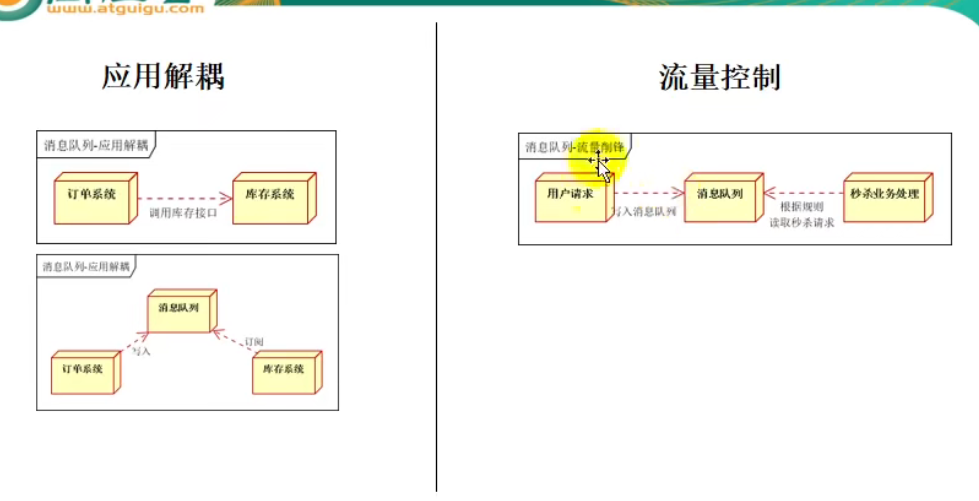 www.atguigu.com
应用解耦
消息队列-应用解耦
订单系统
库存系统
调用库存接口
消息队列-应用解耦
消息队列
写入
订阅
订单系统
库存系统
流量控制
消息队列-流量削锋
用户请求
消息队列
秒杀业务处理
写入消息队列
根据规则
读取秒杀请求